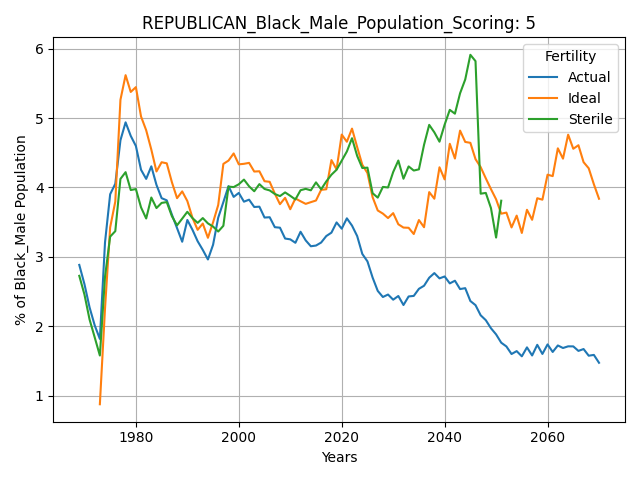 REPUBLICAN_Black_Male_Population_Scoring: 5
% of Black_Male Population
6
5
4
3
2
1
Fertility
Actual
Ideal
Sterile
1980 2000 2020 2040 2060
Years